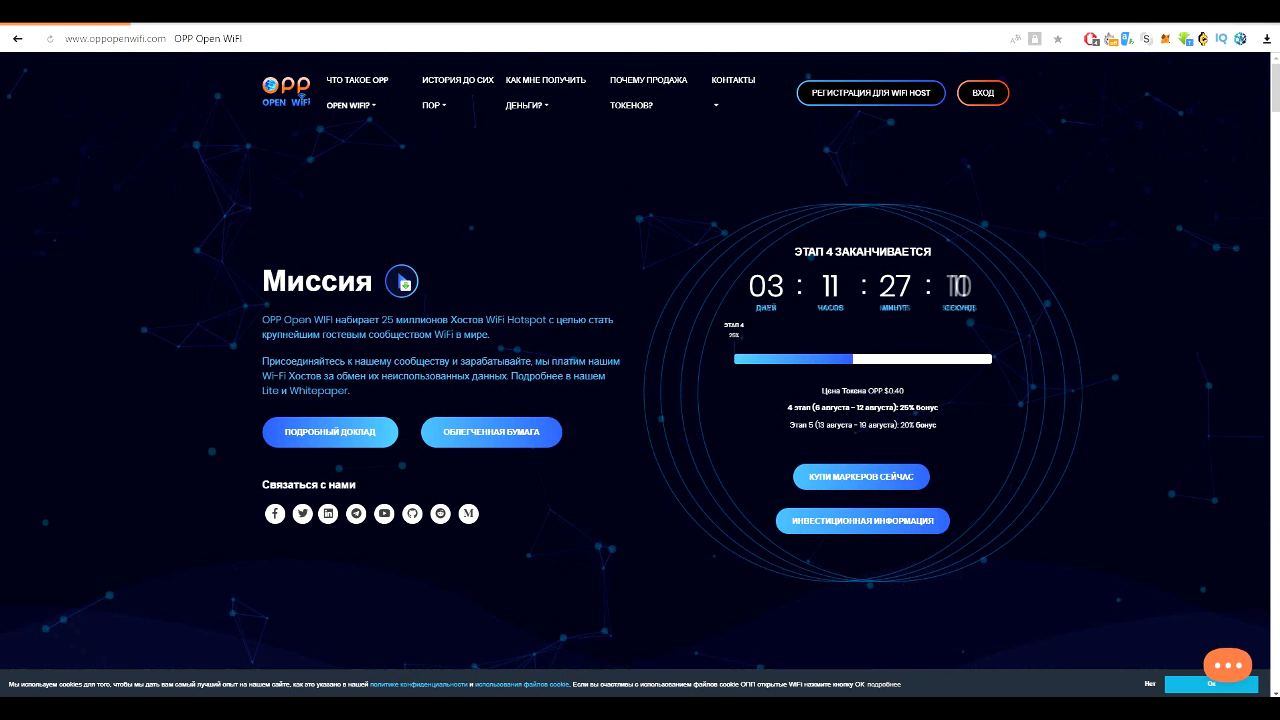 www.oppopenwifi.com OPP Open WiFi
OPP
OPEN WIFI
ЧТО ТАКОЕ OPP
OPEN WIFI?
ИСТОРИЯ ДО СИХ
ПОР
КАК МНЕ ПОЛУЧИТЬ
ДЕНЬГИ?
ПОЧЕМУ ПРОДАЖА
ТОКЕНОВ?
КОНТАКТЫ
РЕГИСТРАЦИЯ ДЛЯ WIFI HOST
ВХОД
Миссия
OPP Open WIFI набирает 25 миллионов Хостов WiFi Hotspot с целью стать
крупнейшим гостевым сообществом WiFi в мире.
Присоединяйтесь к нашему сообществу и зарабатывайте, мы платим нашим
Wi-Fi Хостов за обмен их неиспользованных данных. Подробнее в нашем
Lite и Whitepaper.
ПОДРОБНЫЙ ДОКЛАД
ОБЛЕГЧЕННАЯ БУМАГА
Связаться с нами
ЭТАП 4 ЗАКАНЧИВАЕТСЯ
03 : 11 : 27 :
ДНЕЙ ЧАСОВ МИНУТЕ СЕКУНДЕ
ЭТАП 4
25%
Цена Токена OPP $0.40
4 этап (6 августа - 12 августа): 25% бонус
Этап 5 (13 августа - 19 августа): 20% бонус
КУПИ МАРКЕРОВ СЕЙЧАС
ИНВЕСТИЦИОННАЯ ИНФОРМАЦИЯ
Мы используем cookies для того, чтобы мы дать вам самый лучший опыт на нашем сайте, как это указано в нашей политике конфиденциальности и использования файлов cookie. Если вы счастливы с использованием файлов cookie ОПП открытые WiFi нажмите кнопку ОК подробнее
Нет
Ок